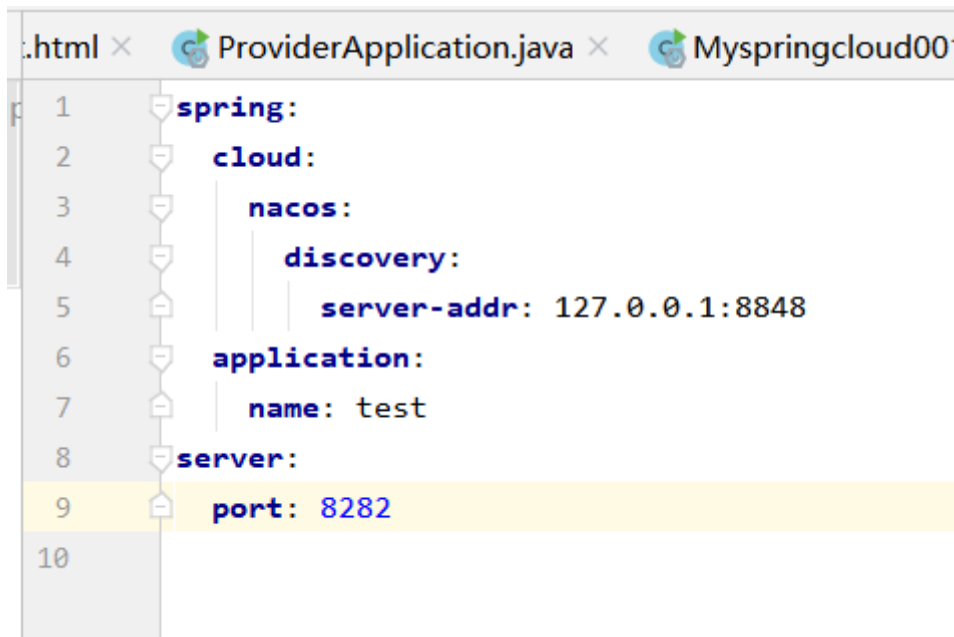 .html × ProviderApplication.java × Myspringcloud001
p 1 spring:
2 cloud:
3 nacos:
4 discovery:
5 server-addr: 127.0.0.1:8848
6 application:
7 name: test
8 server:
9 port: 8282
10